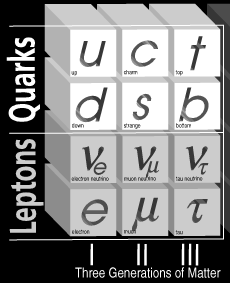 Quarks
u c t
up charm top
d s b
down strange bottom
Leptons
νe νμ ντ
electron neutrino muon neutrino tau neutrino
e μ τ
electron muon tau
I II III
Three Generations of Matter